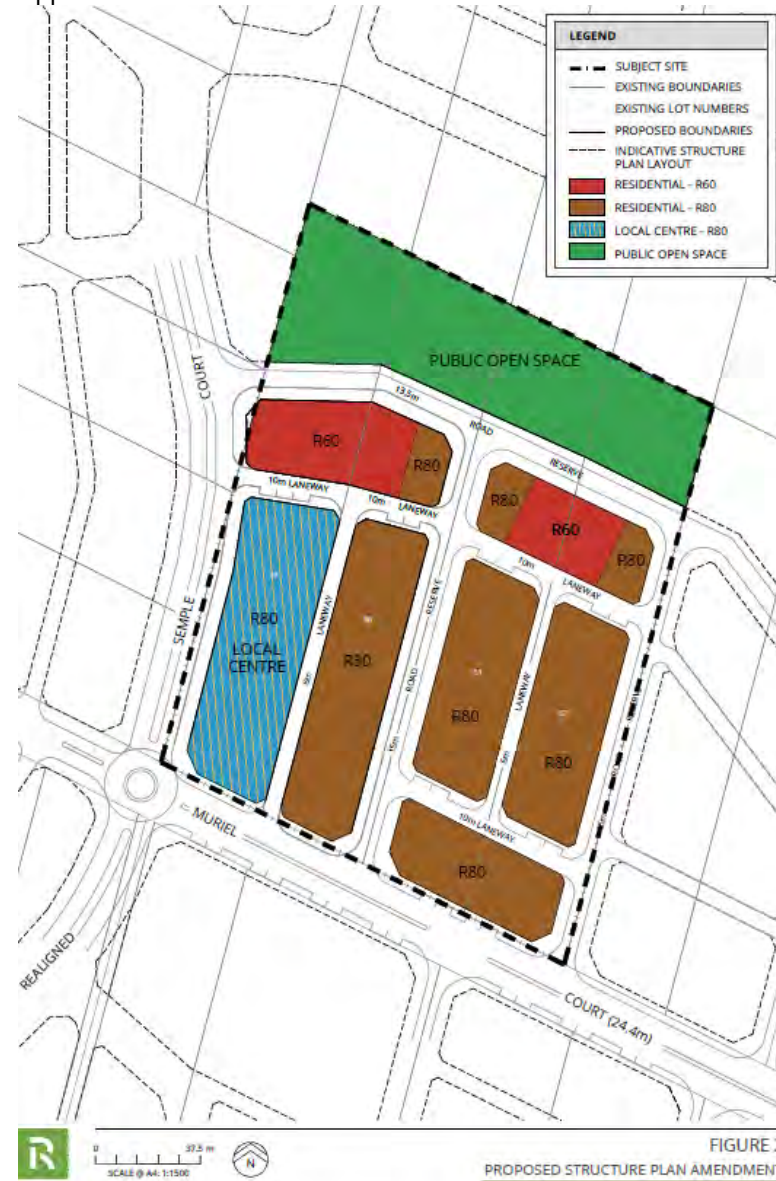 LEGEND
SUBJECT SITE
EXISTING BOUNDARIES
EXISTING LOT NUMBERS
PROPOSED BOUNDARIES
INDICATIVE STRUCTURE
PLAN LAYOUT
RESIDENTIAL - R60
RESIDENTIAL - R80
LOCAL CENTRE - R80
PUBLIC OPEN SPACE
PUBLIC OPEN SPACE
COURT
13.5m
ROAD
RESERVE
R60
R80
10m LANEWAY
10m LANEWAY
R80
R60
R80
10m
LANEWAY
SEMPLE
R80
LOCAL
CENTRE
LANEWAY
R80
RESERVE
ROAD
15m
R80
LANEWAY
6m
R80
10m LANEWAY
R80
MURIEL
REALIGNED
COURT (24.4m)
R
0
37.5 m
SCALE @ A4: 1:1500
N
FIGURE
PROPOSED STRUCTURE PLAN AMENDMEN